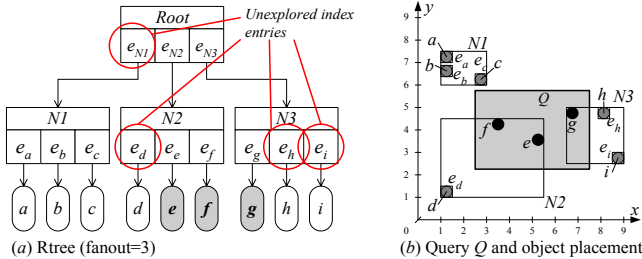 Root
e_N1 e_N2 e_N3
Unexplored index
entries
N1 N2 N3
e_a e_b e_c e_d e_e e_f e_g e_h e_i
a b c d e f g h i
(a) Rtree (fanout=3)
y
9
8
7
6
5
4
3
2
1
1 2 3 4 5 6 7 8 9
x
a N1
e_a e_c c
b e_b
Q h N3
g e_h
f e e_i
i
e_d
d N2
(b) Query Q and object placement